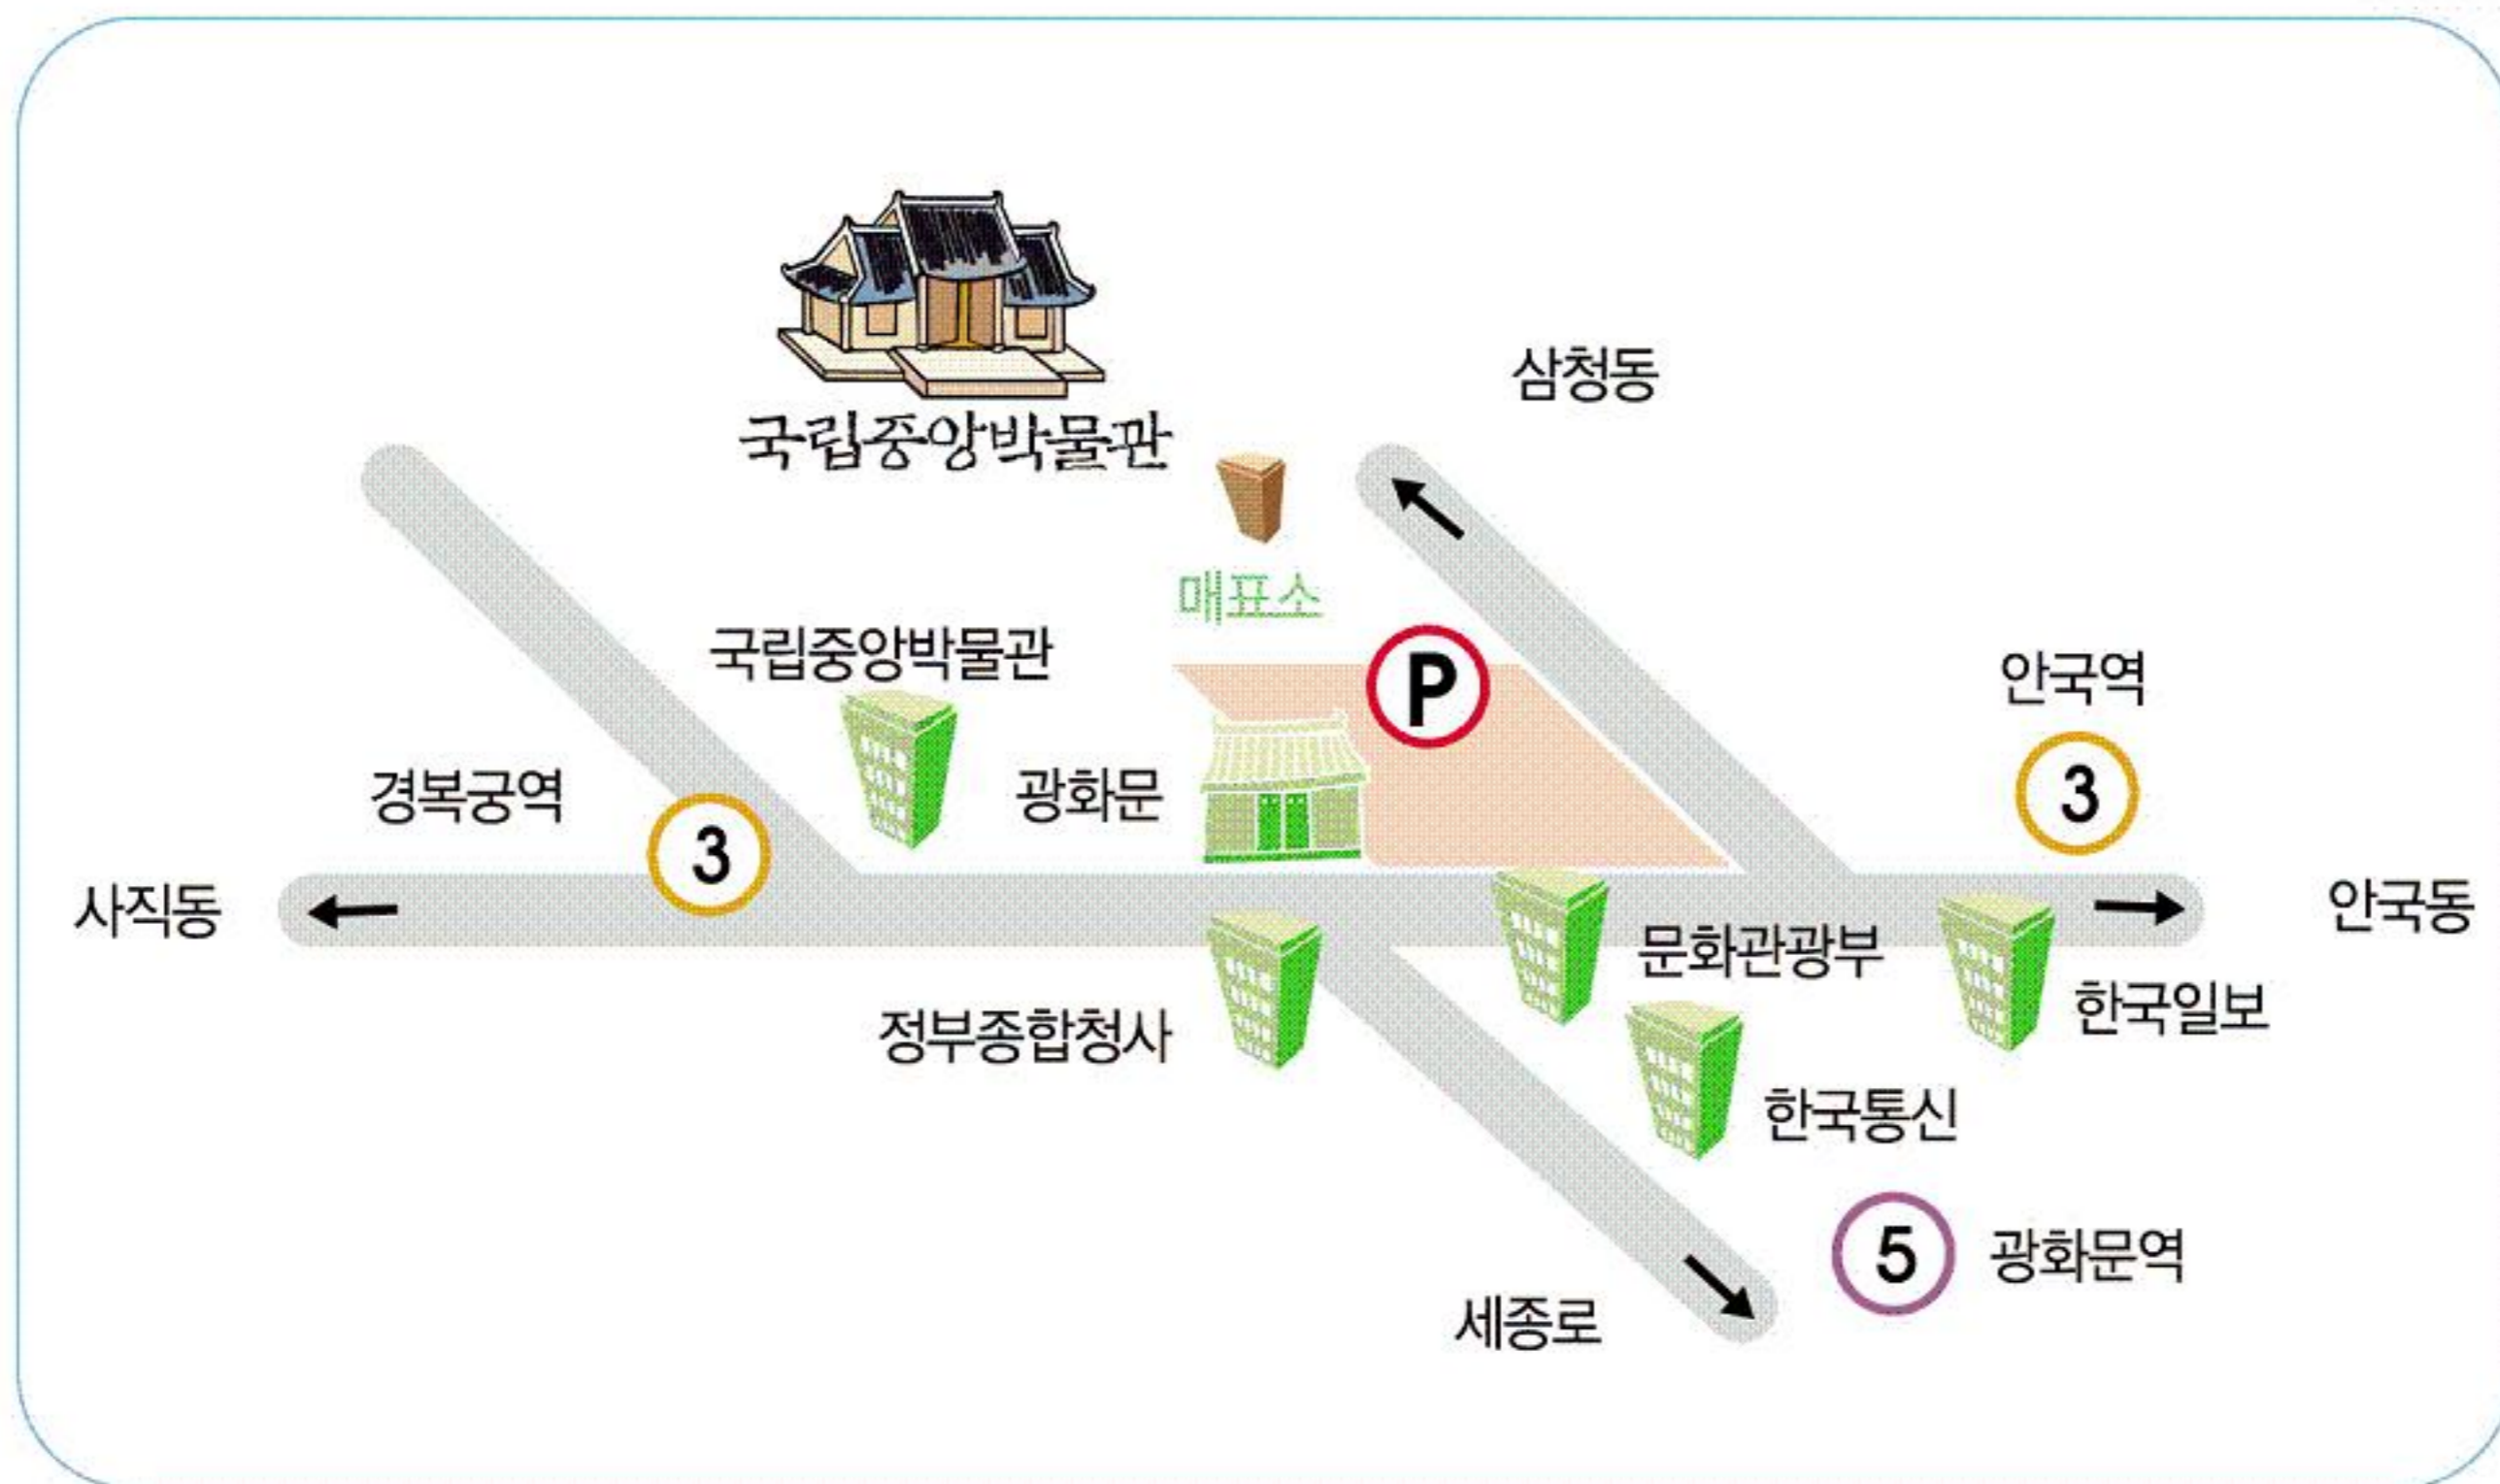 국립중앙박물관
삼청동
매표소
국립중앙박물관
P
안국역
3
경복궁역
3
광화문
사직동
안국동
문화관광부
한국일보
정부종합청사
한국통신
5 광화문역
세종로